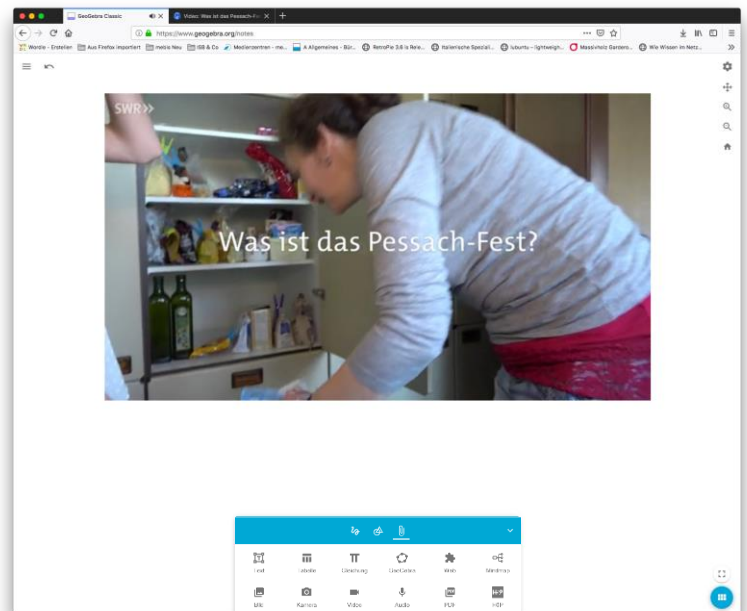 GeoGebra Classic
Video: Was ist das Pessach-Fe
https://www.geogebra.org/notes
Wordle - Erstellen
Aus Firefox importiert
mebis Neu
ISB & Co
Medienzentren - me...
A Allgemeines - Bür...
RetroPie 3.6 is Rele...
Italienische Speziali...
lubuntu – lightweigh...
Massivholz Gardero...
Wie Wissen im Netz...
SWR»
Was ist das Pessach-Fest?
Text
Tabelle
Gleichung
GeoGebra
Web
Mindmap
Bild
Kamera
Video
Audio
PDF
H5P